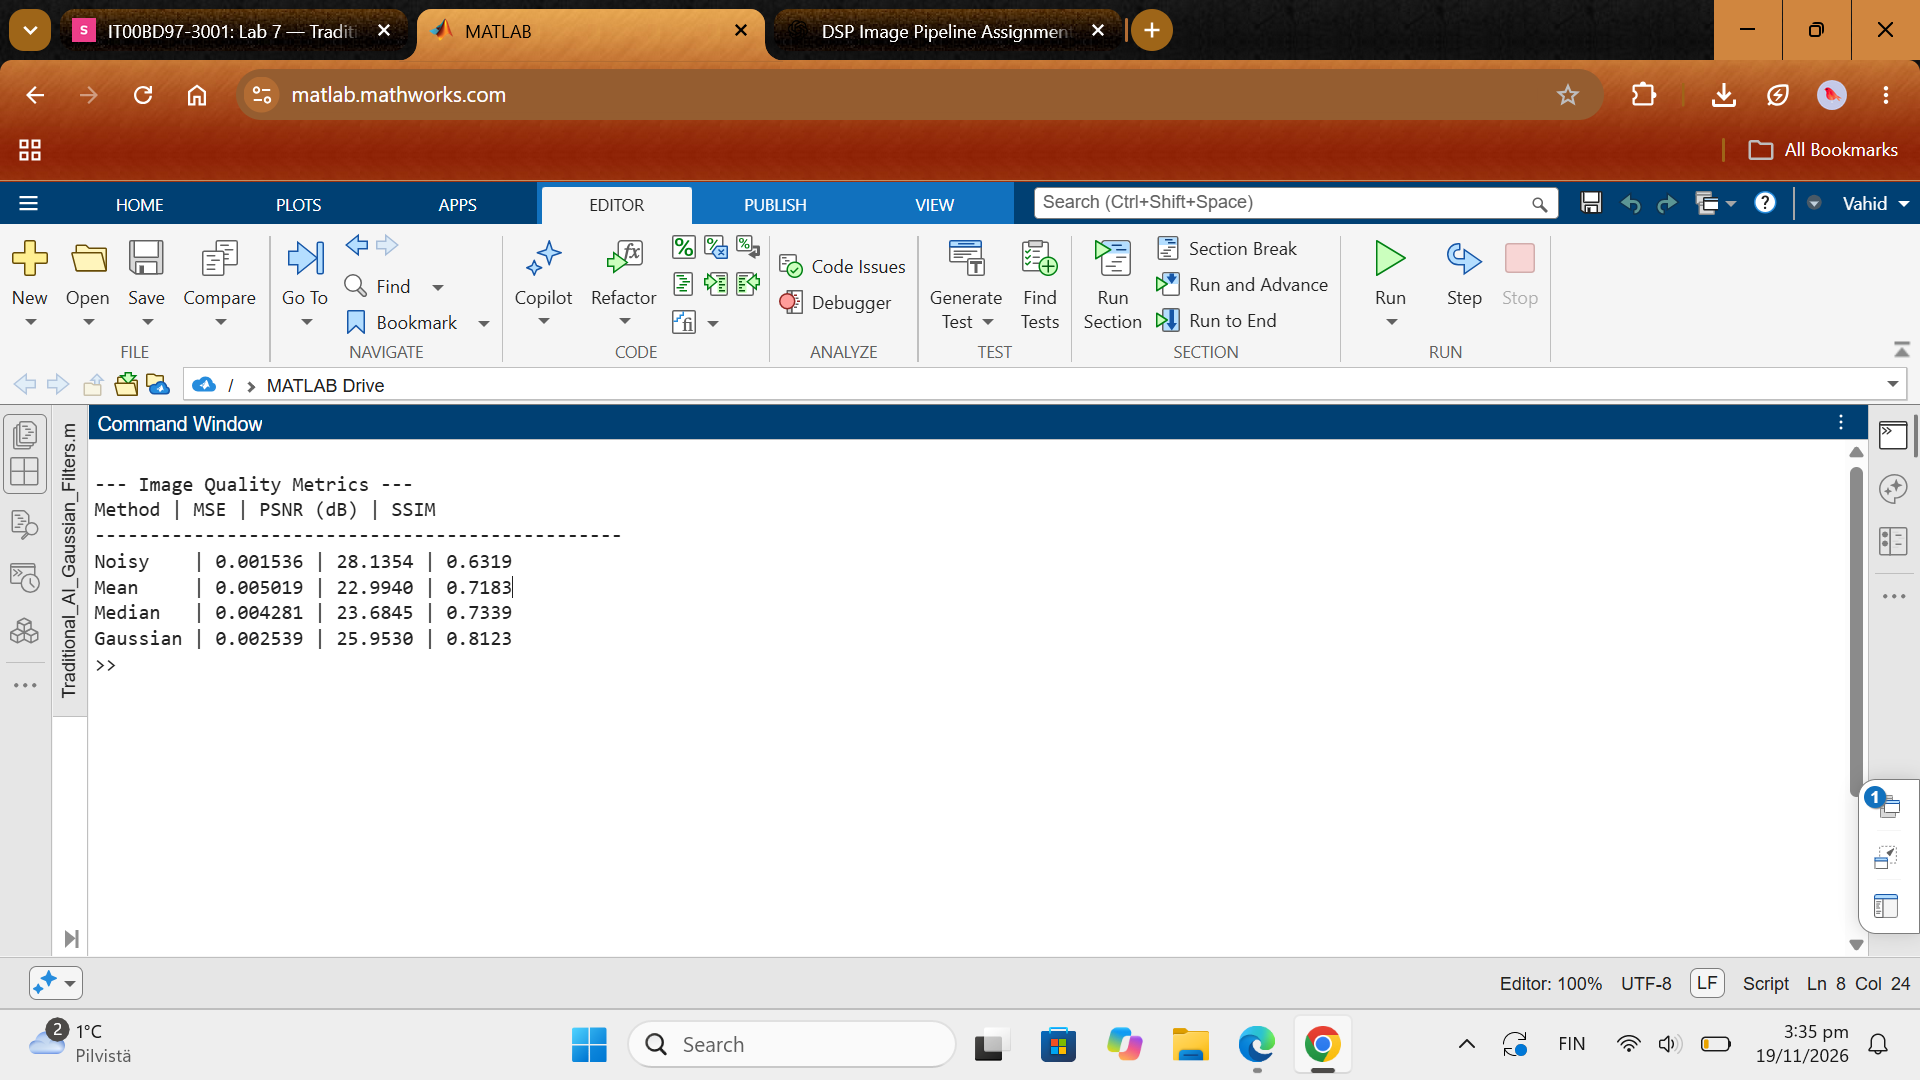 S IT00BD97-3001: Lab 7 — Traditi
MATLAB
DSP Image Pipeline Assignment
matlab.mathworks.com
All Bookmarks
HOME PLOTS APPS EDITOR PUBLISH VIEW
Search (Ctrl+Shift+Space)
Vahid
New Open Save Compare
FILE
Go To Find Bookmark
NAVIGATE
Copilot Refactor
CODE
Code Issues
Debugger
ANALYZE
Generate Test Find Tests
TEST
Run Section Section Break
Run and Advance
Run to End
SECTION
Run Step Stop
RUN
/ › MATLAB Drive
Traditional_AI_Gaussian_Filters.m
Command Window
--- Image Quality Metrics ---
Method | MSE | PSNR (dB) | SSIM
------------------------------------------------
Noisy    | 0.001536 | 28.1354 | 0.6319
Mean     | 0.005019 | 22.9940 | 0.7183
Median   | 0.004281 | 23.6845 | 0.7339
Gaussian | 0.002539 | 25.9530 | 0.8123
>>
1
Editor: 100% UTF-8 LF Script Ln 8 Col 24
2 1°C
Pilvistä
Search
FIN
3:35 pm
19/11/2026